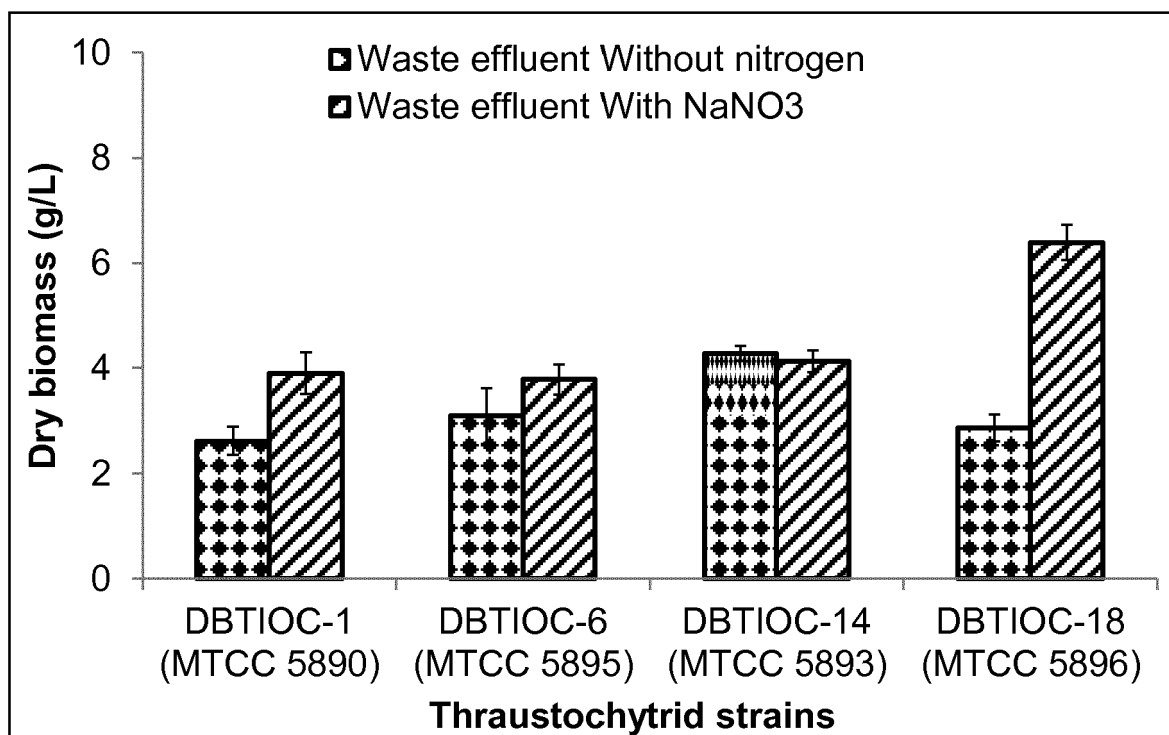 10
8
6
4
2
0
Dry biomass (g/L)
Waste effluent Without nitrogen
Waste effluent With NaNO3
DBTIOC-1
(MTCC 5890)
DBTIOC-6
(MTCC 5895)
DBTIOC-14
(MTCC 5893)
DBTIOC-18
(MTCC 5896)
Thraustochytrid strains